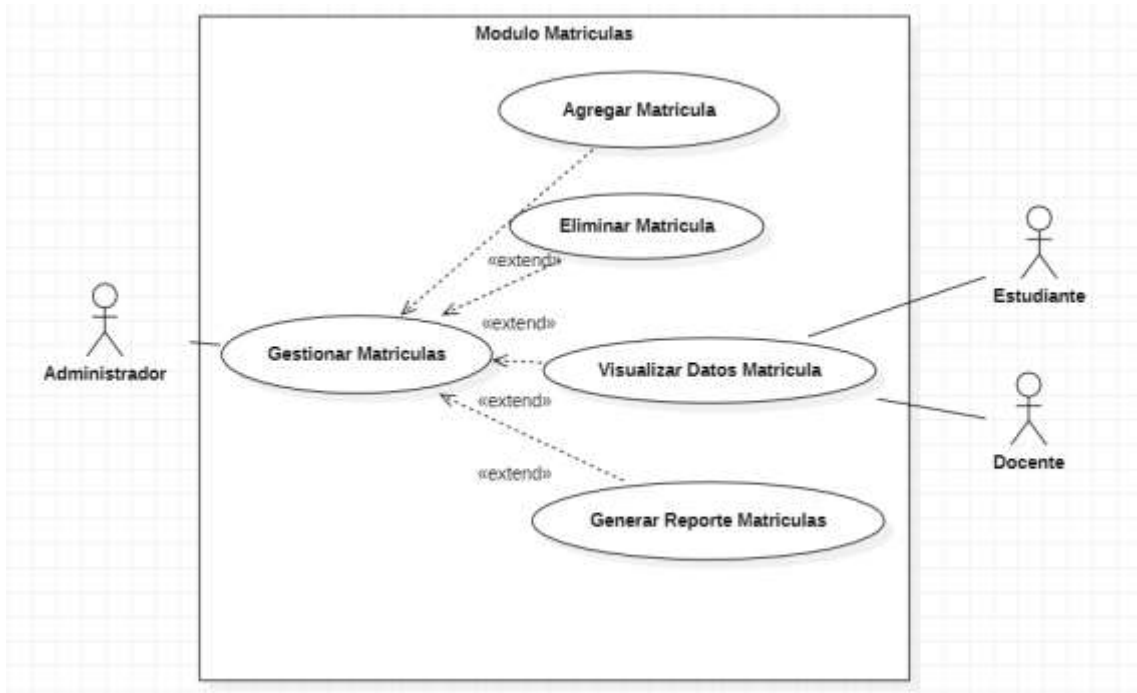 Modulo Matriculas
Agregar Matricula
Eliminar Matricula
«extend»
Estudiante
«extend»
Gestionar Matriculas
Visualizar Datos Matricula
Administrador
«extend»
Docente
«extend»
Generar Reporte Matriculas